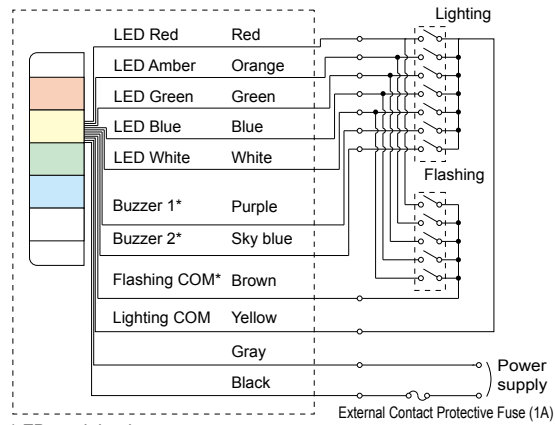 Lighting
LED Red Red
LED Amber Orange
LED Green Green
LED Blue Blue
LED White White
Flashing
Buzzer 1* Purple
Buzzer 2* Sky blue
Flashing COM* Brown
Lighting COM Yellow
Gray
Power
supply
Black
External Contact Protective Fuse (1A)